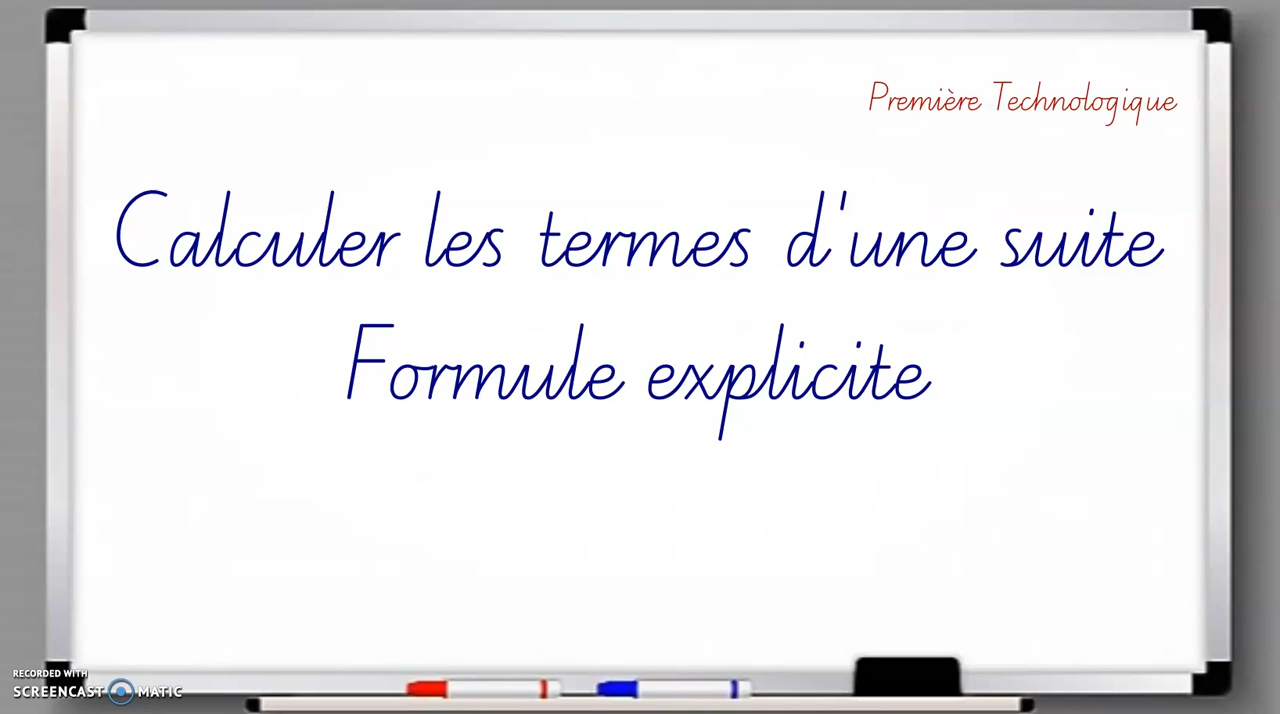 Première Technologique
Calculer les termes d'une suite
Formule explicite
RECORDED WITH
SCREENCAST MATIC